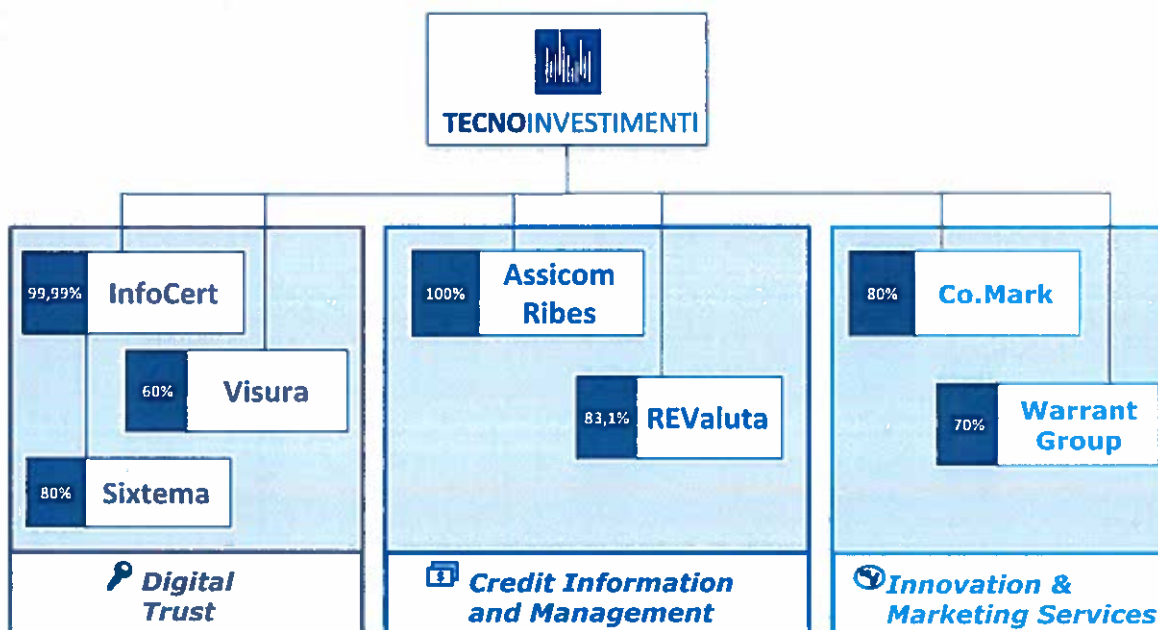 TECNOINVESTIMENTI
99,99%
InfoCert
60%
Visura
80%
Sixtema
Digital
Trust
100%
Assicom
Ribes
83,1%
REValuta
Credit Information
and Management
80%
Co.Mark
70%
Warrant
Group
Innovation &
Marketing Services